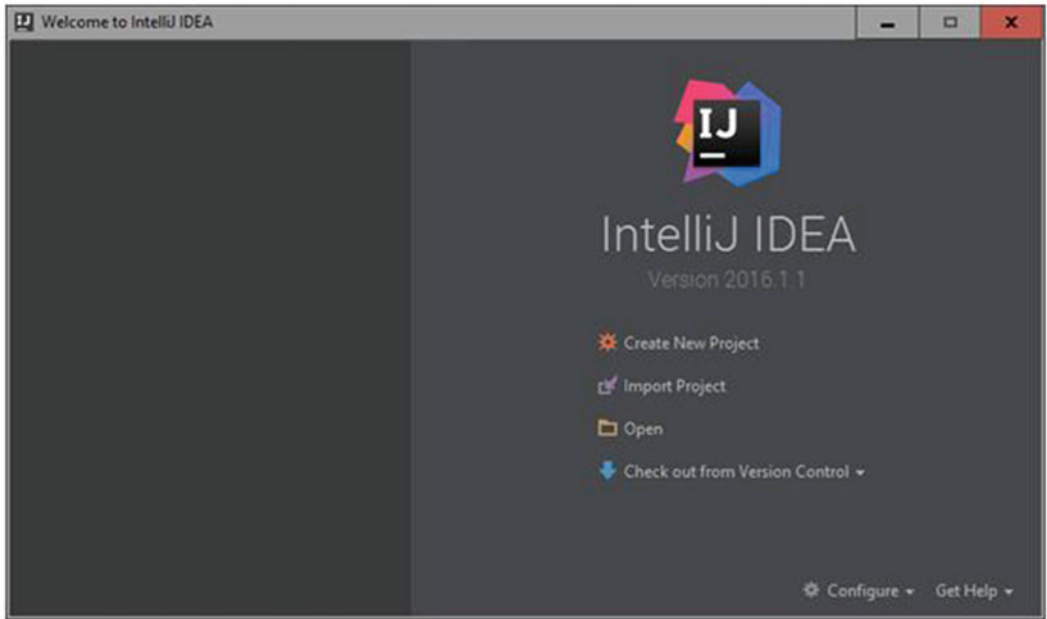 Welcome to IntelliJ IDEA
IJ
IntelliJ IDEA
Version 2016.1.1
Create New Project
Import Project
Open
Check out from Version Control
Configure Get Help